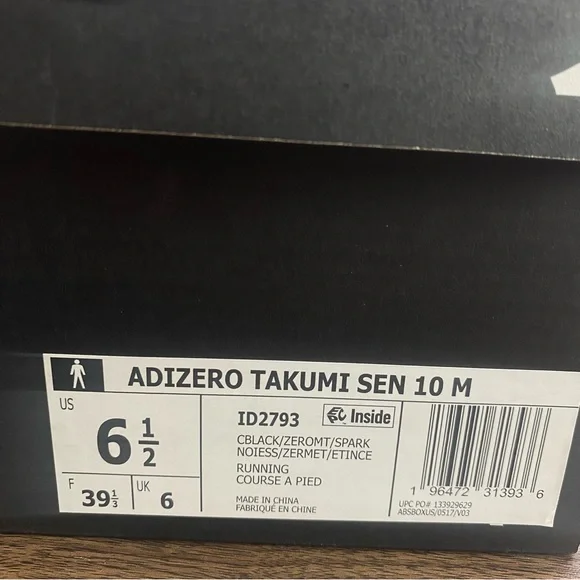 ADIZERO TAKUMI SEN 10 M
US
6 1/2
F
39 1/3
UK
6
ID2793
Inside
CBLACK/ZEROMT/SPARK
NOIESS/ZERMET/ETINCE
RUNNING
COURSE A PIED
MADE IN CHINA
FABRIQUÉ EN CHINE
1 96472 31393 6
UPC PO# 133929629
ABSBOXUS/0517/V03